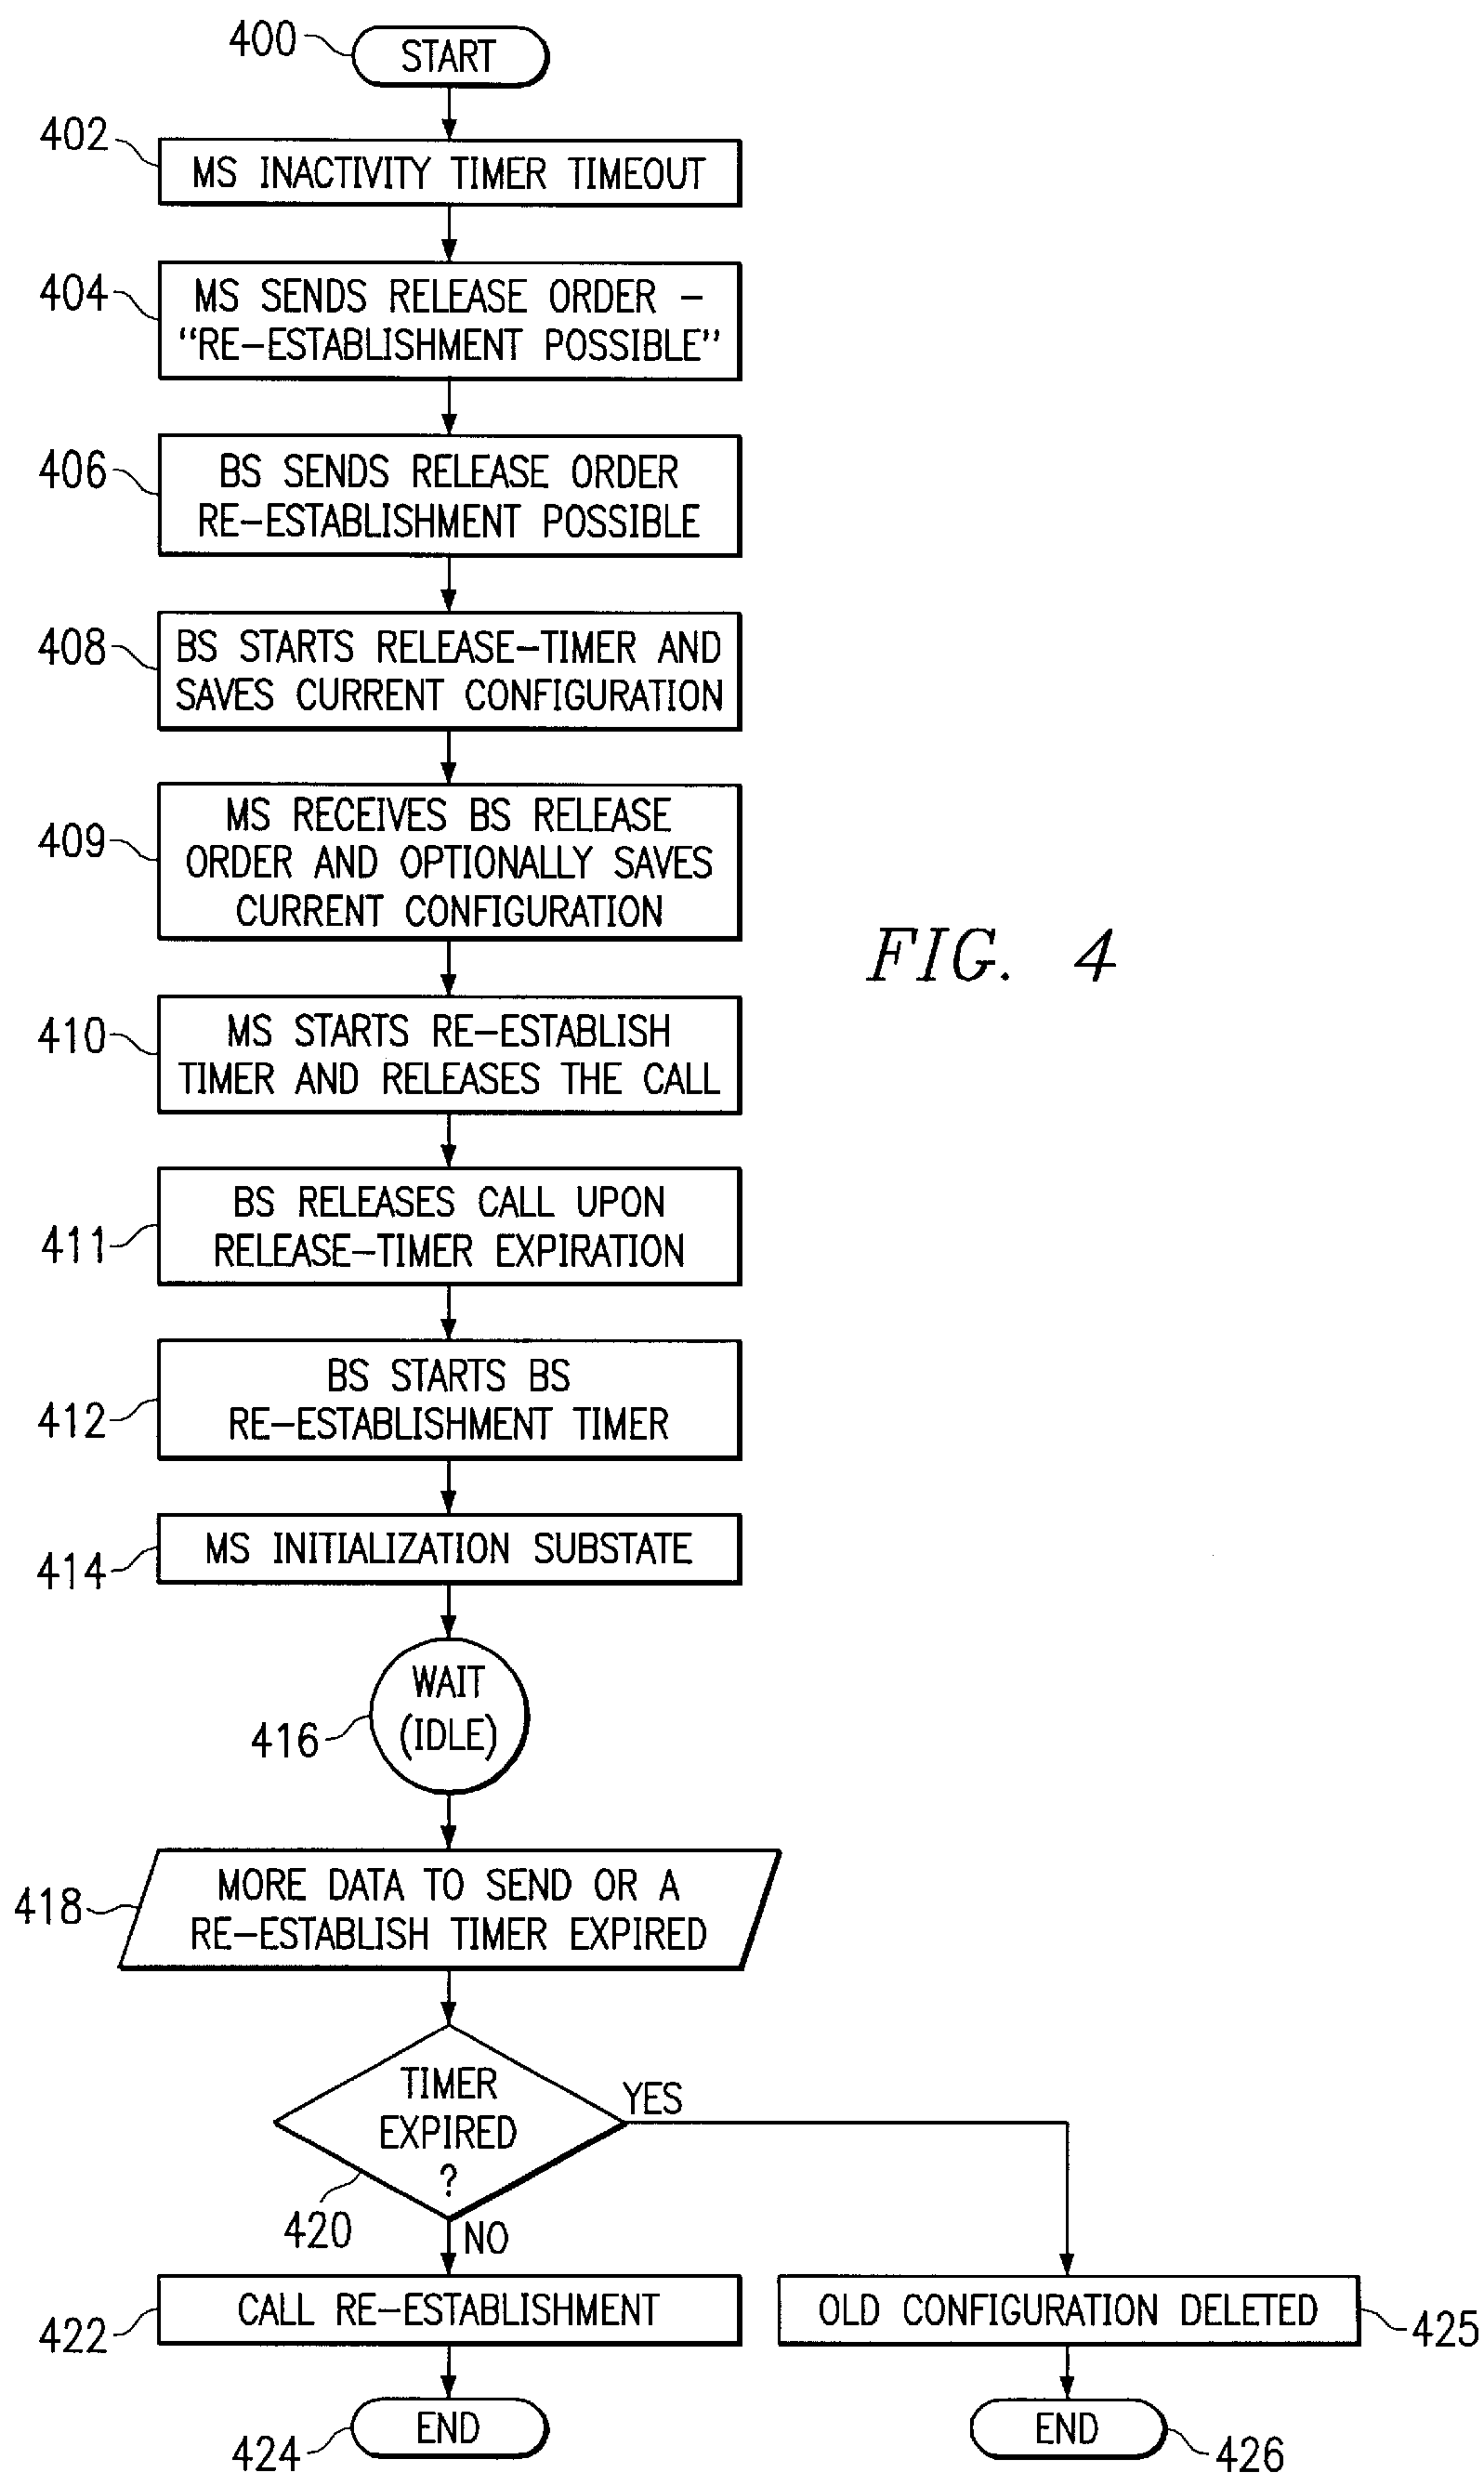 400
START
402
MS INACTIVITY TIMER TIMEOUT
404
MS SENDS RELEASE ORDER –
“RE–ESTABLISHMENT POSSIBLE”
406
BS SENDS RELEASE ORDER
RE–ESTABLISHMENT POSSIBLE
408
BS STARTS RELEASE–TIMER AND
SAVES CURRENT CONFIGURATION
409
MS RECEIVES BS RELEASE
ORDER AND OPTIONALLY SAVES
CURRENT CONFIGURATION
FIG. 4
410
MS STARTS RE–ESTABLISH
TIMER AND RELEASES THE CALL
411
BS RELEASES CALL UPON
RELEASE–TIMER EXPIRATION
412
BS STARTS BS
RE–ESTABLISHMENT TIMER
414
MS INITIALIZATION SUBSTATE
416
WAIT
(IDLE)
418
MORE DATA TO SEND OR A
RE–ESTABLISH TIMER EXPIRED
TIMER
EXPIRED
?
YES
420
NO
422
CALL RE–ESTABLISHMENT
OLD CONFIGURATION DELETED
425
424
END
END
426